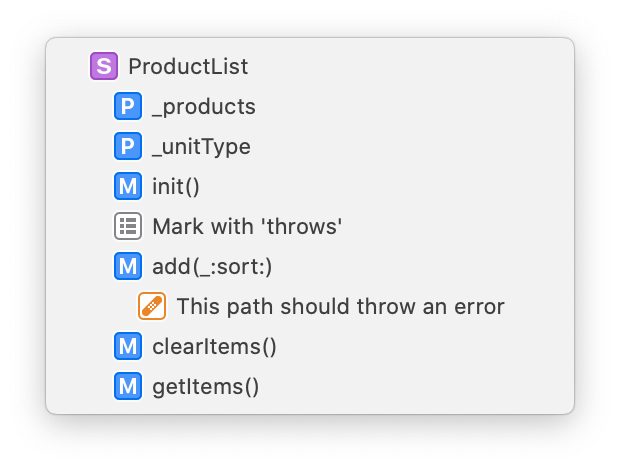 S ProductList
P _products
P _unitType
M init()
Mark with 'throws'
M add(_:sort:)
This path should throw an error
M clearItems()
M getItems()